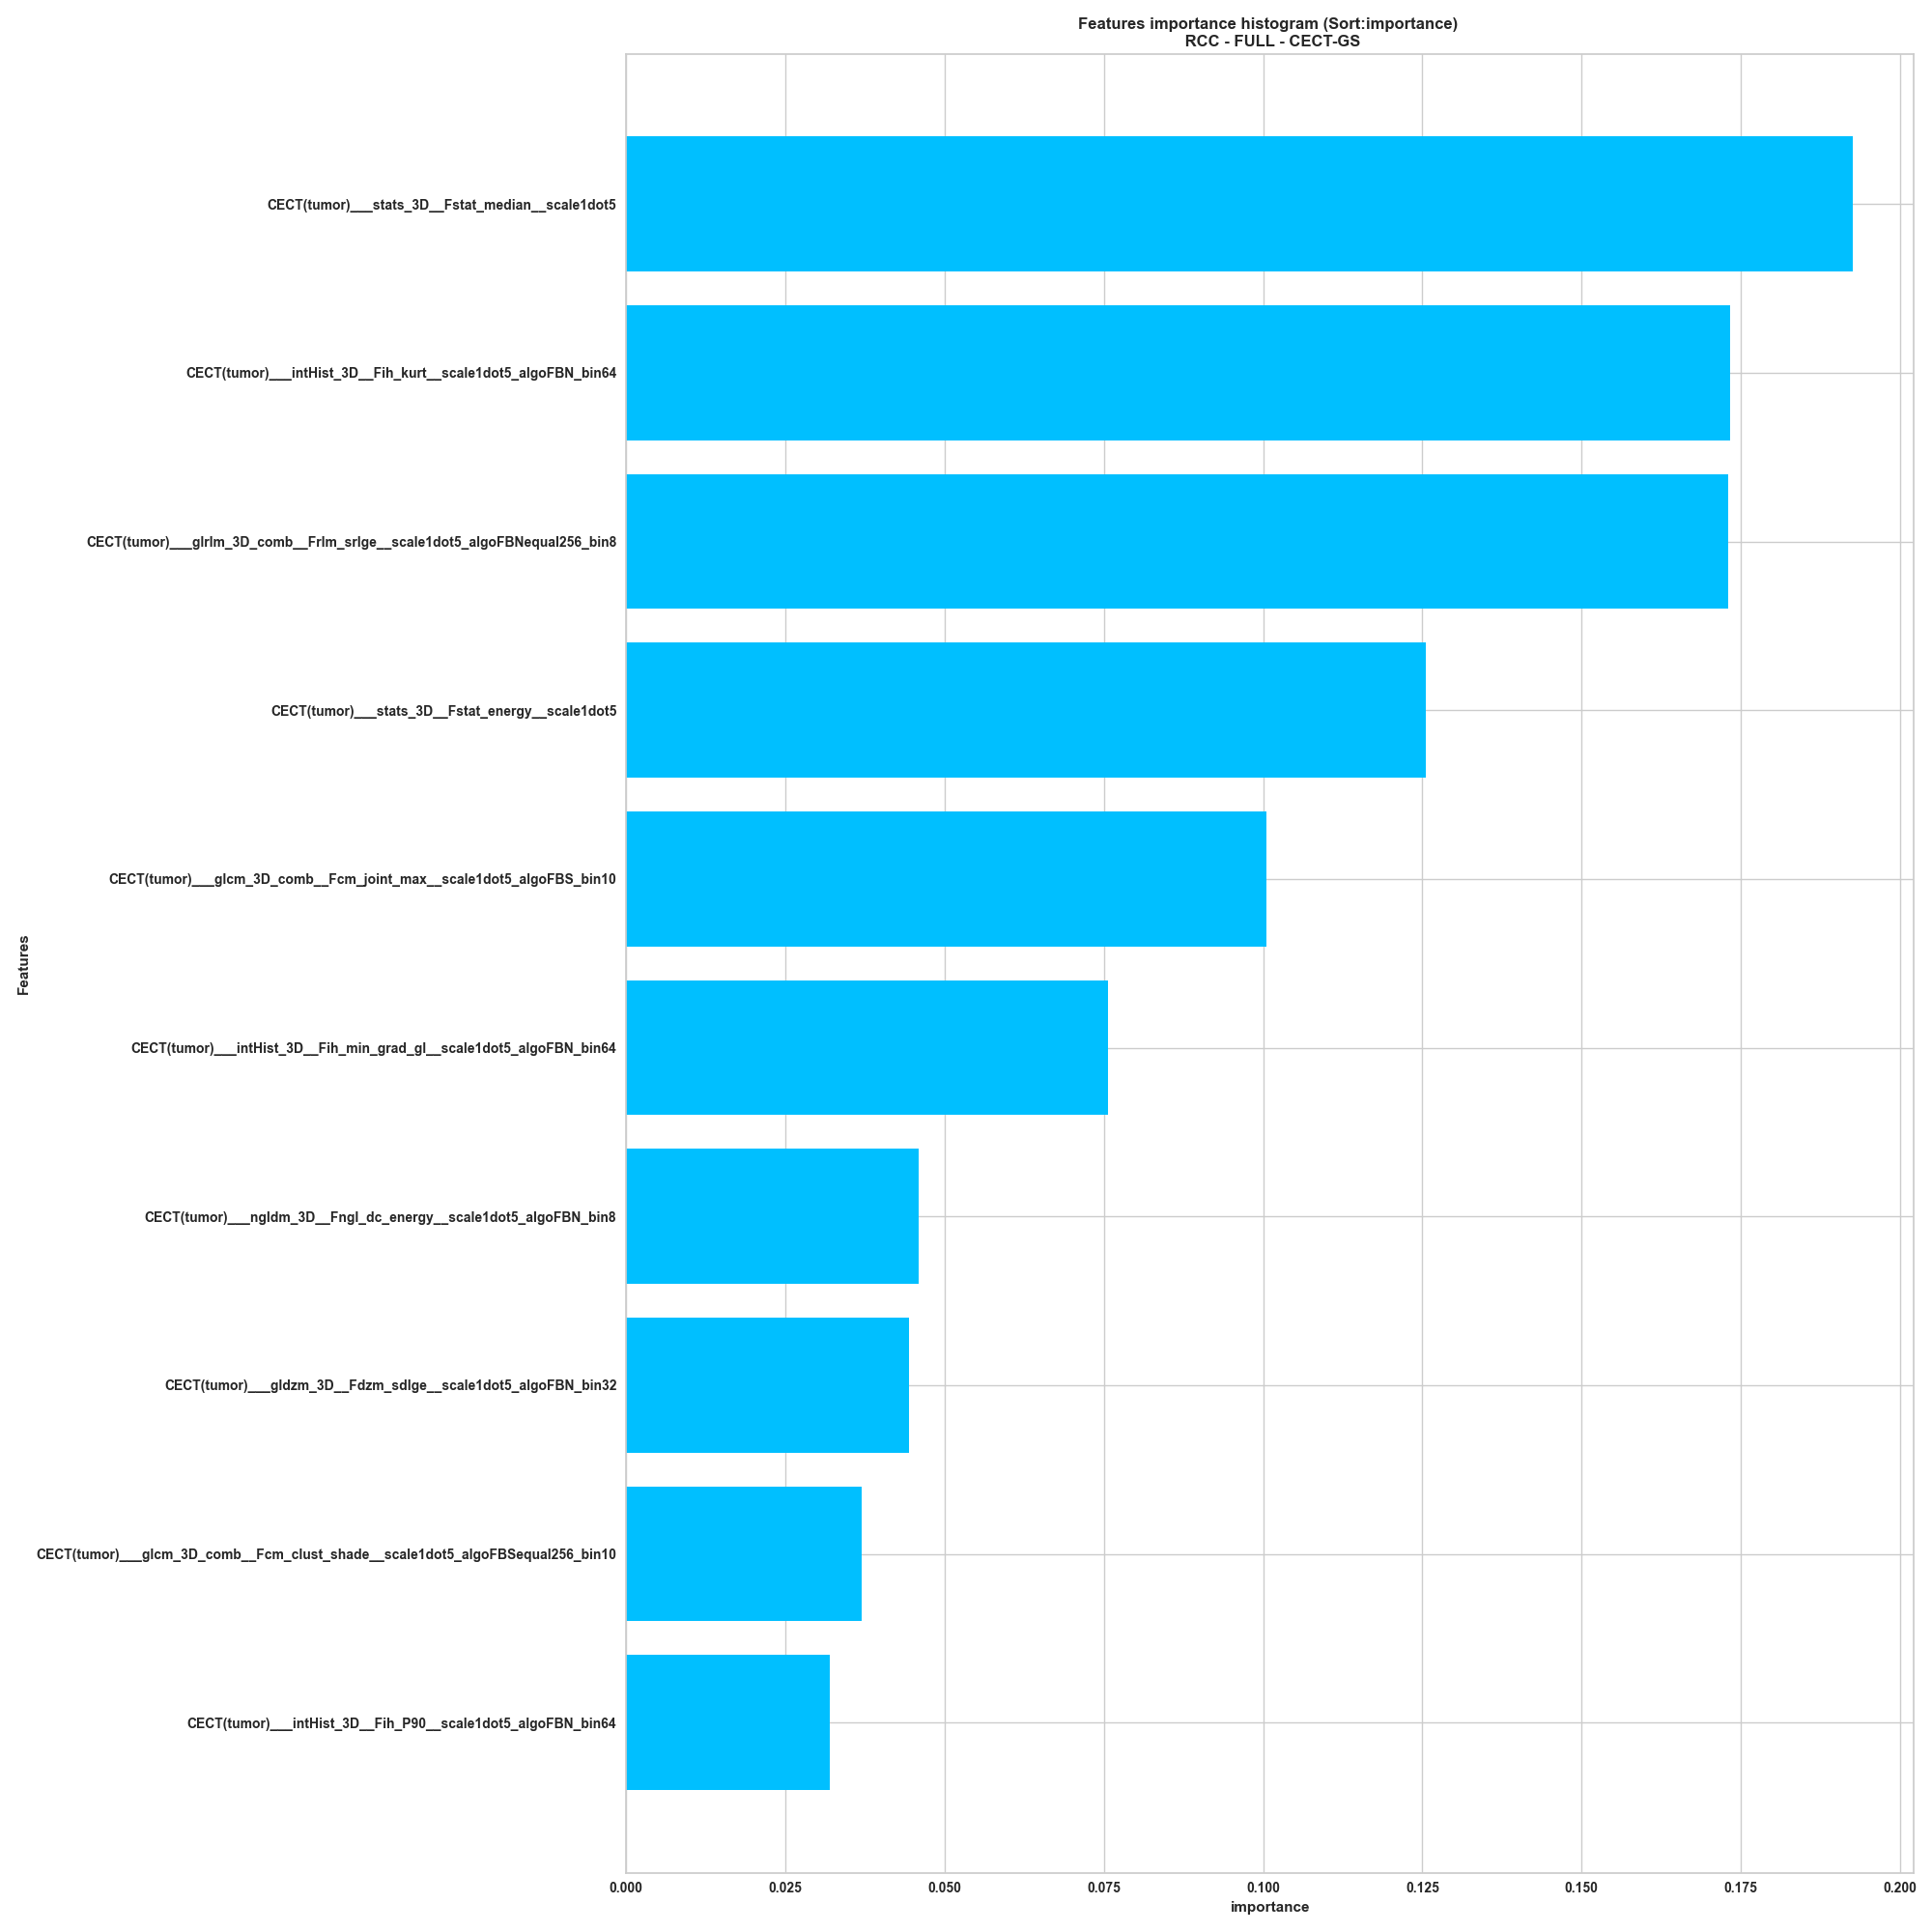 Features importance histogram (Sort:importance)
RCC - FULL - CECT-GS
CECT(tumor)___stats_3D__Fstat_median__scale1dot5
CECT(tumor)___intHist_3D__Fih_kurt__scale1dot5_algoFBN_bin64
CECT(tumor)___glrlm_3D_comb__Frlm_srlge__scale1dot5_algoFBNequal256_bin8
CECT(tumor)___stats_3D__Fstat_energy__scale1dot5
CECT(tumor)___glcm_3D_comb__Fcm_joint_max__scale1dot5_algoFBS_bin10
CECT(tumor)___intHist_3D__Fih_min_grad_gl__scale1dot5_algoFBN_bin64
CECT(tumor)___ngldm_3D__Fngl_dc_energy__scale1dot5_algoFBN_bin8
CECT(tumor)___gldzm_3D__Fdzm_sdlge__scale1dot5_algoFBN_bin32
CECT(tumor)___glcm_3D_comb__Fcm_clust_shade__scale1dot5_algoFBSequal256_bin10
CECT(tumor)___intHist_3D__Fih_P90__scale1dot5_algoFBN_bin64
Features
0.000 0.025 0.050 0.075 0.100 0.125 0.150 0.175 0.200
importance